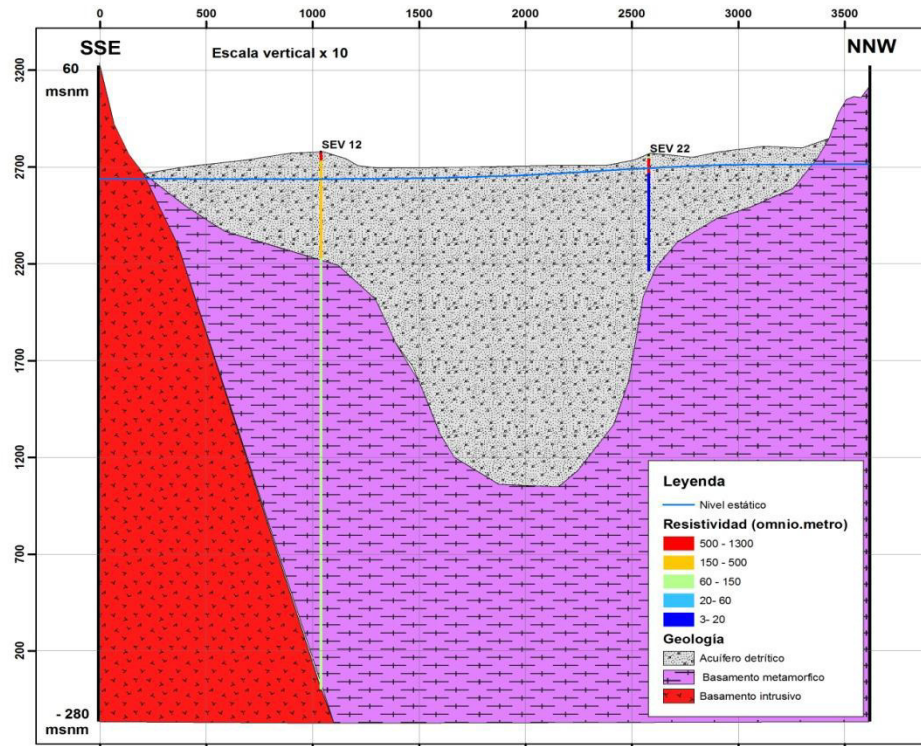 0 500 1000 1500 2000 2500 3000 3500
SSE
Escala vertical x 10
NNW
60
msnm
3200
2700
2200
1700
1200
700
200
SEV 12
SEV 22
- 280
msnm
Leyenda
Nivel estático
Resistividad (omnio.metro)
500 - 1300
150 - 500
60 - 150
20- 60
3- 20
Geología
Acuífero detrítico
Basamento metamorfico
Basamento intrusivo